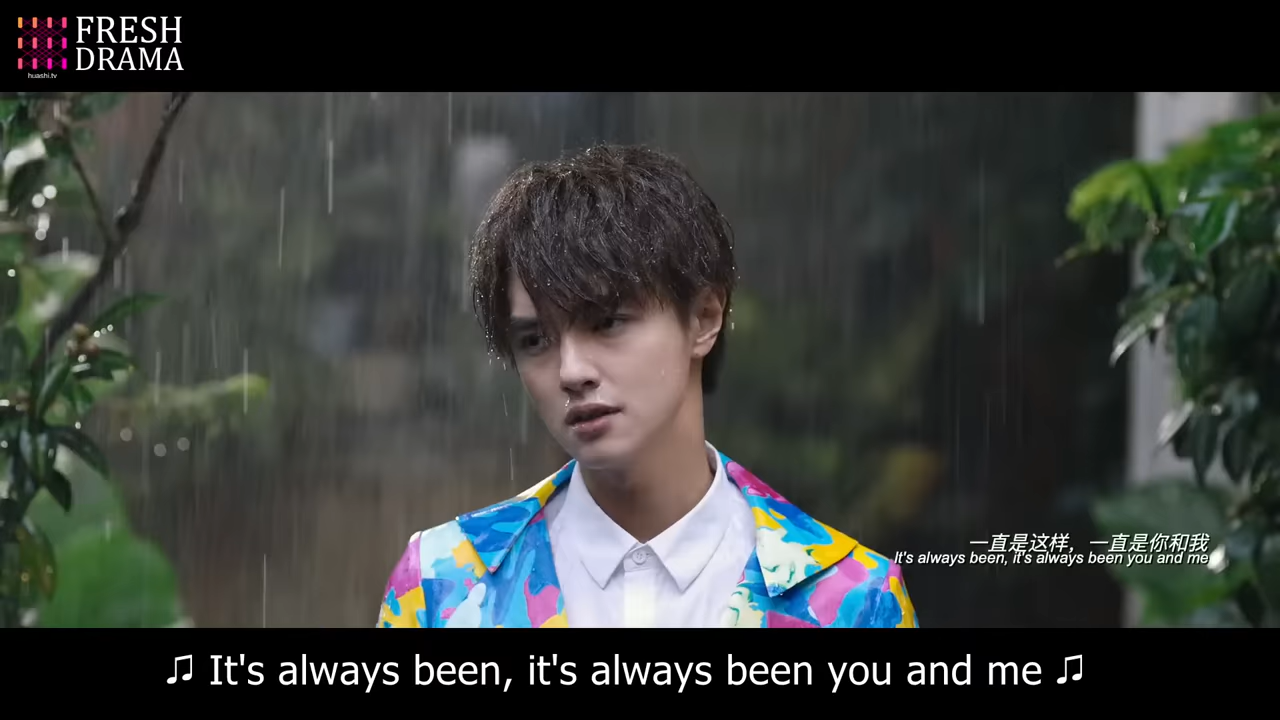 FRESH
DRAMA
huashi.tv
一直是这样，一直是你和我
It's always been, it's always been you and me
♫ It's always been, it's always been you and me ♫